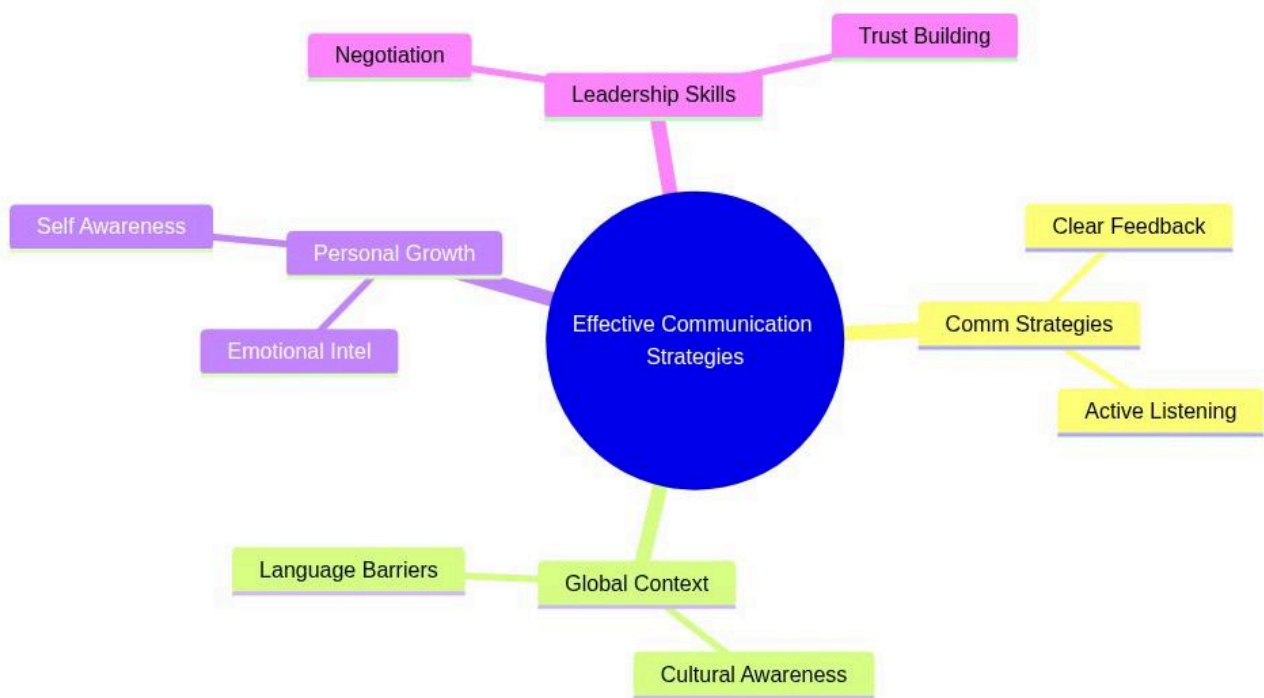 Trust Building
Negotiation
Leadership Skills
Self Awareness
Personal Growth
Emotional Intel
Effective Communication
Strategies
Clear Feedback
Comm Strategies
Active Listening
Language Barriers
Global Context
Cultural Awareness